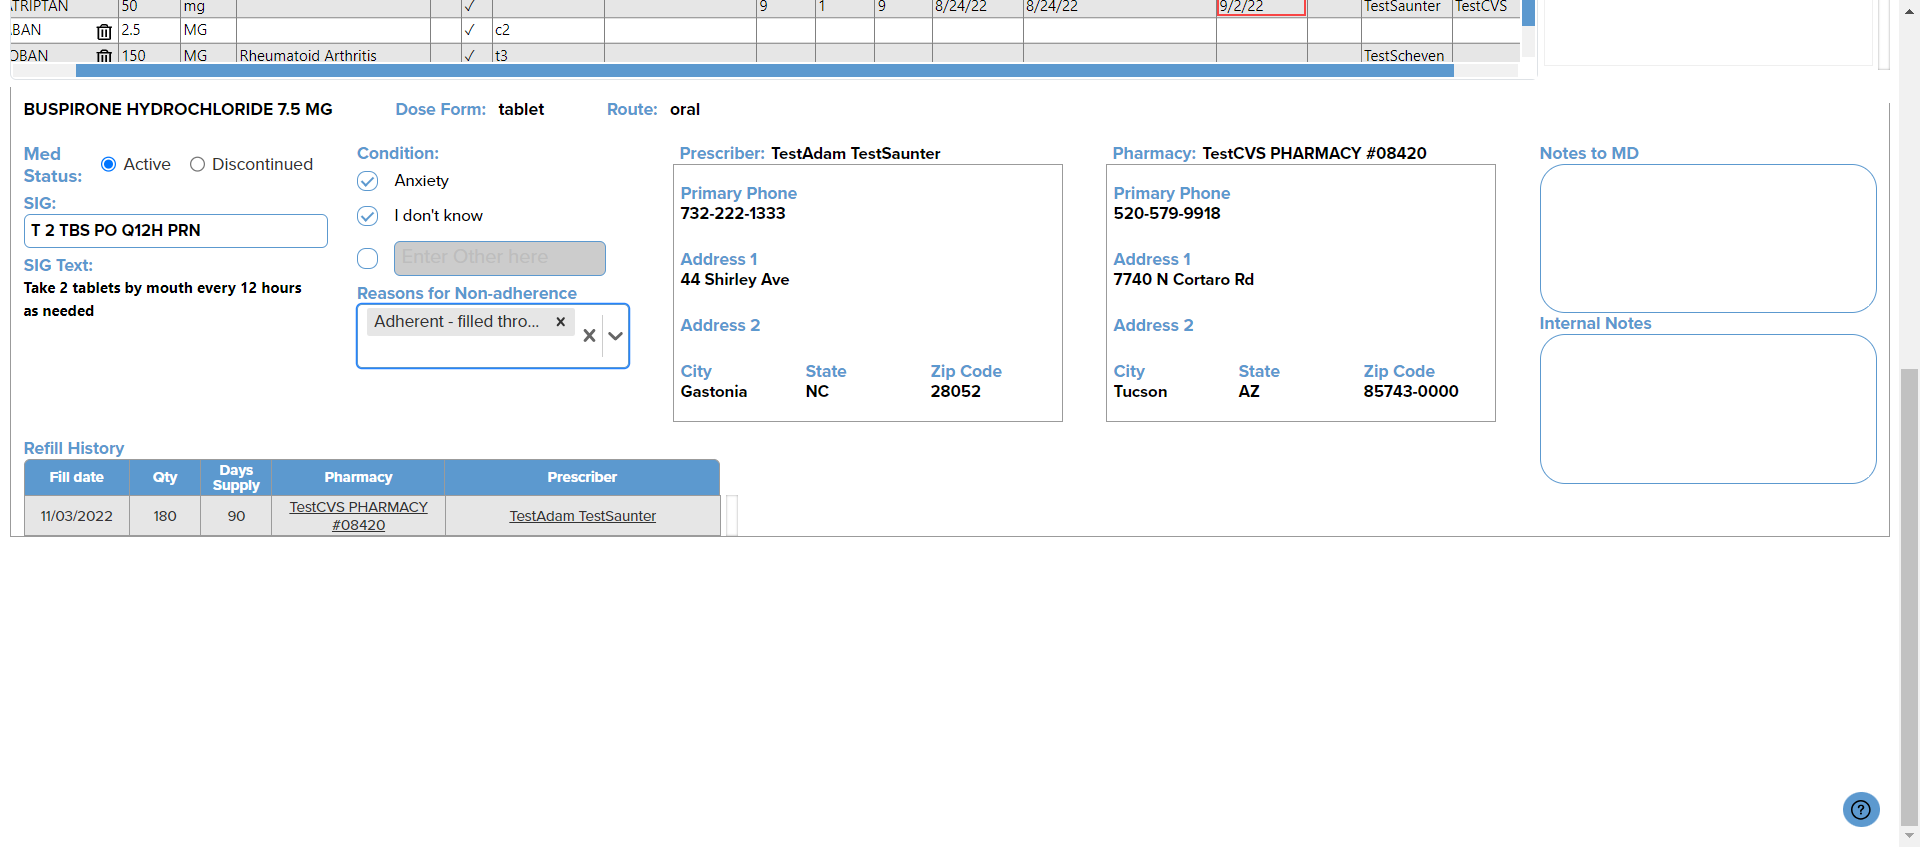 ATRIPTAN 50 mg ✓ 9 1 9 8/24/22 8/24/22 9/2/22 TestSaunter TestCVS
BAN 2.5 MG ✓ c2
OBAN 150 MG Rheumatoid Arthritis ✓ t3 TestScheven
BUSPIRONE HYDROCHLORIDE 7.5 MG Dose Form: tablet Route: oral
Med Status: Active Discontinued
SIG:
T 2 TBS PO Q12H PRN
SIG Text:
Take 2 tablets by mouth every 12 hours
as needed
Condition:
Anxiety
I don't know
Enter Other here
Reasons for Non-adherence
Adherent - filled thro...
Prescriber: TestAdam TestSaunter
Primary Phone
732-222-1333
Address 1
44 Shirley Ave
Address 2
City State Zip Code
Gastonia NC 28052
Pharmacy: TestCVS PHARMACY #08420
Primary Phone
520-579-9918
Address 1
7740 N Cortaro Rd
Address 2
City State Zip Code
Tucson AZ 85743-0000
Notes to MD
Internal Notes
Refill History
Fill date Qty Days Supply Pharmacy Prescriber
11/03/2022 180 90 TestCVS PHARMACY #08420 TestAdam TestSaunter